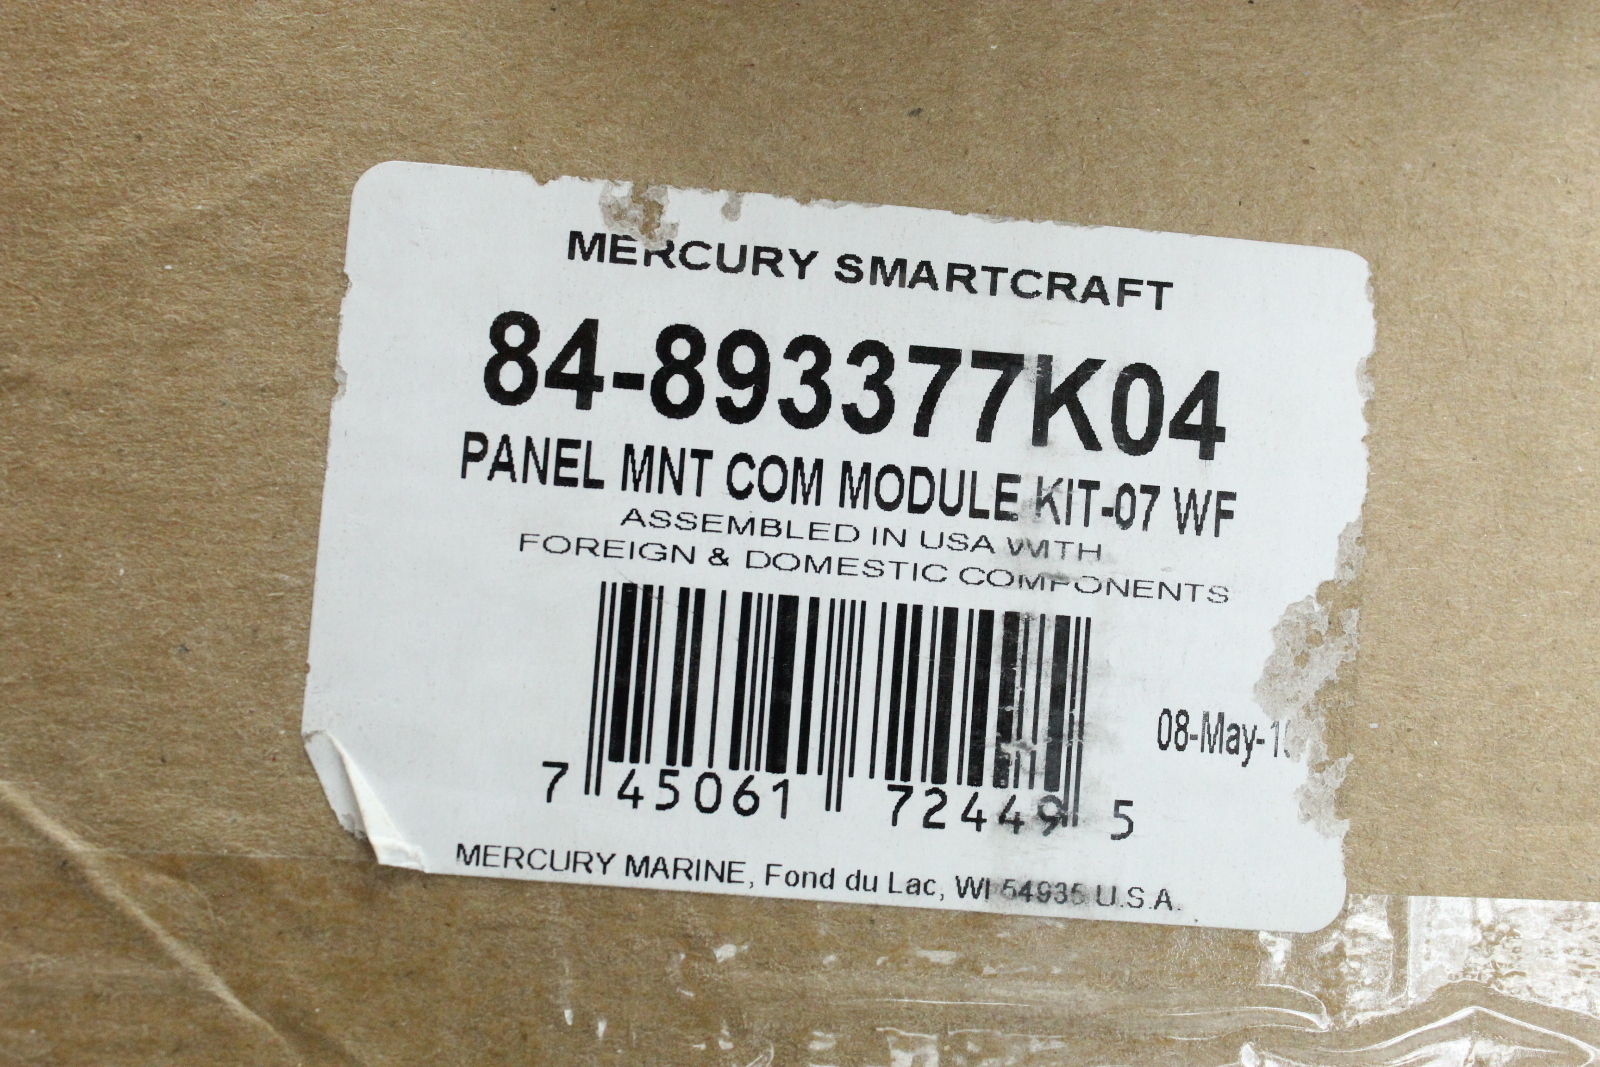 MERCURY SMARTCRAFT
84-893377K04
PANEL MNT COM MODULE KIT-07 WF
ASSEMBLED IN USA WITH
FOREIGN & DOMESTIC COMPONENTS
08-May-1
7 45061 72449 5
MERCURY MARINE, Fond du Lac, WI 54935 U.S.A.